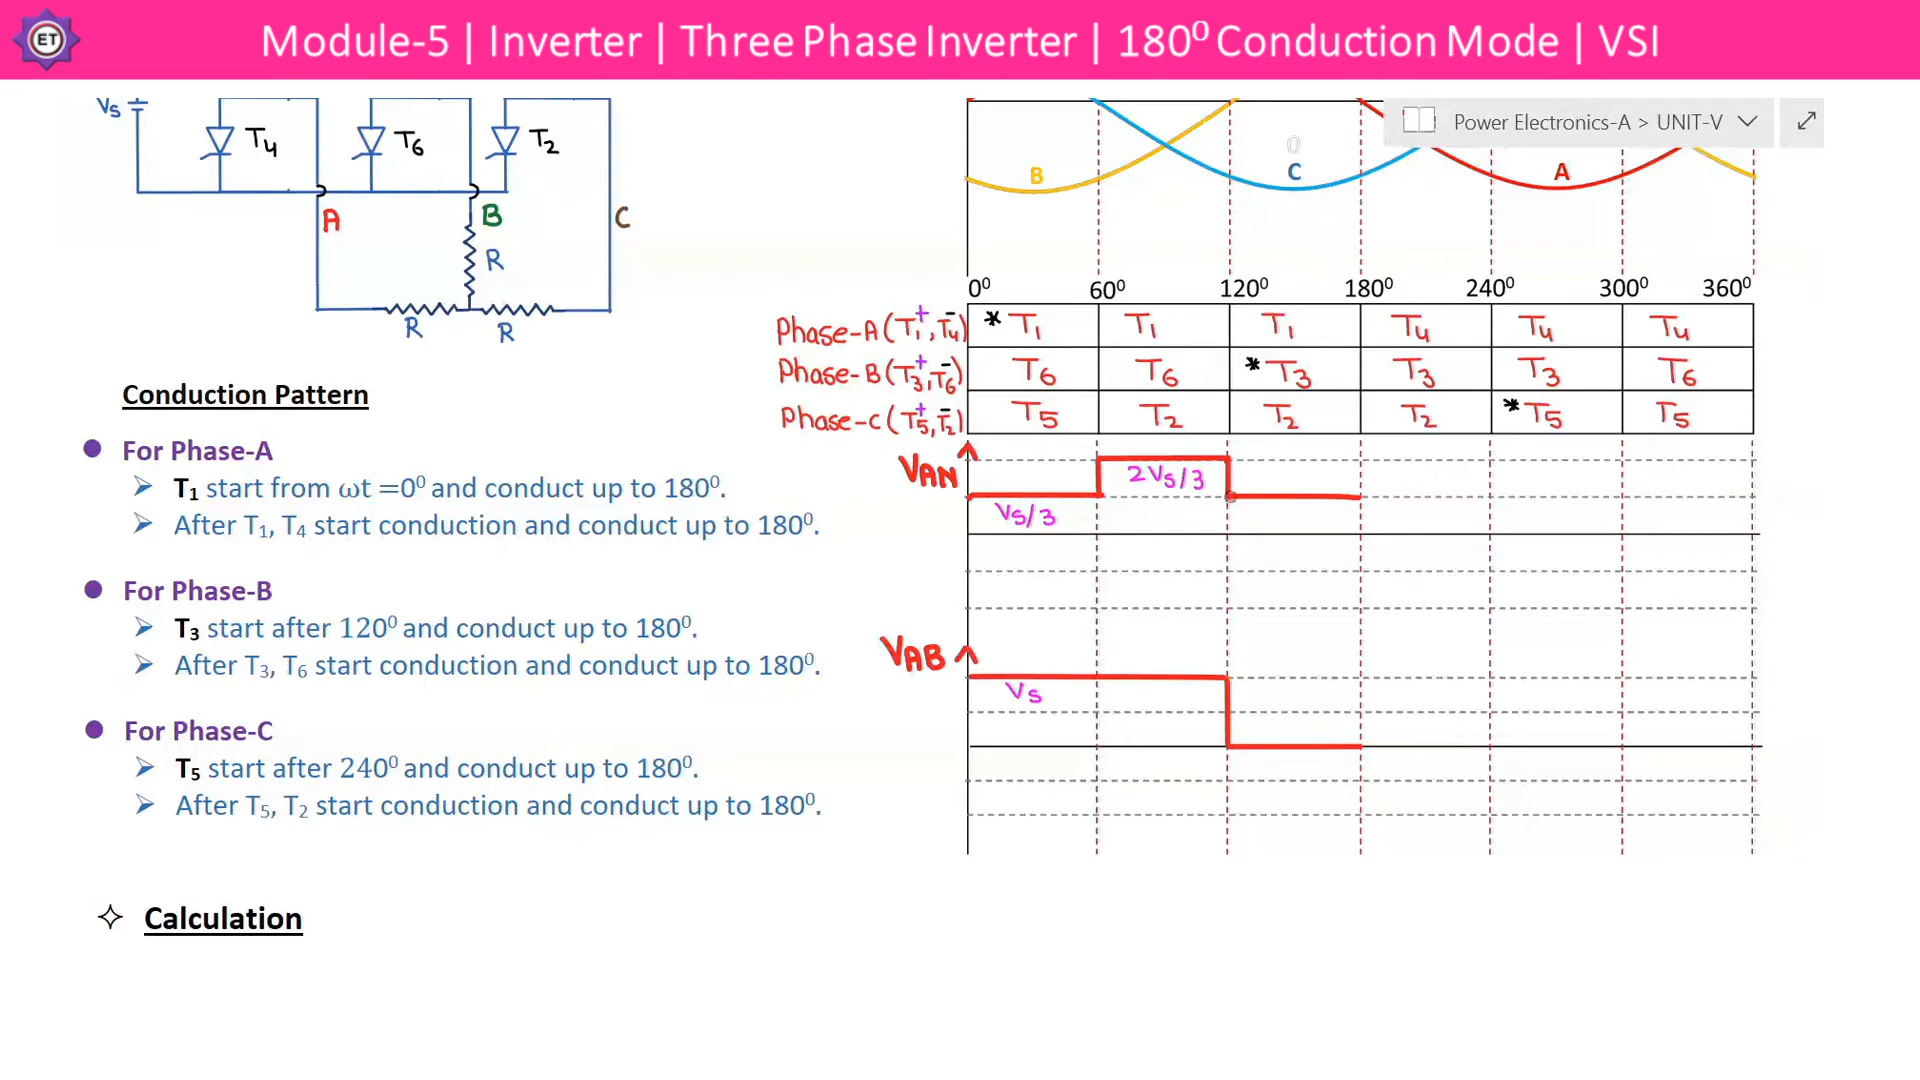 ET
Module-5 | Inverter | Three Phase Inverter | 180⁰ Conduction Mode | VSI
Vs
T4 T6 T2
A B C
R
R R
Power Electronics-A > UNIT-V
0
B C A
0⁰ 60⁰ 120⁰ 180⁰ 240⁰ 300⁰ 360⁰
Phase-A (T1⁺, T4⁻) * T1 T1 T1 T4 T4 T4
Phase-B (T3⁺, T6⁻) T6 T6 * T3 T3 T3 T6
Phase-C (T5⁺, T2⁻) T5 T2 T2 T2 * T5 T5
VAN
2Vs/3
Vs/3
VAB
Vs
Conduction Pattern
For Phase-A
T₁ start from ωt =0⁰ and conduct up to 180⁰.
After T₁, T₄ start conduction and conduct up to 180⁰.
For Phase-B
T₃ start after 120⁰ and conduct up to 180⁰.
After T₃, T₆ start conduction and conduct up to 180⁰.
For Phase-C
T₅ start after 240⁰ and conduct up to 180⁰.
After T₅, T₂ start conduction and conduct up to 180⁰.
Calculation